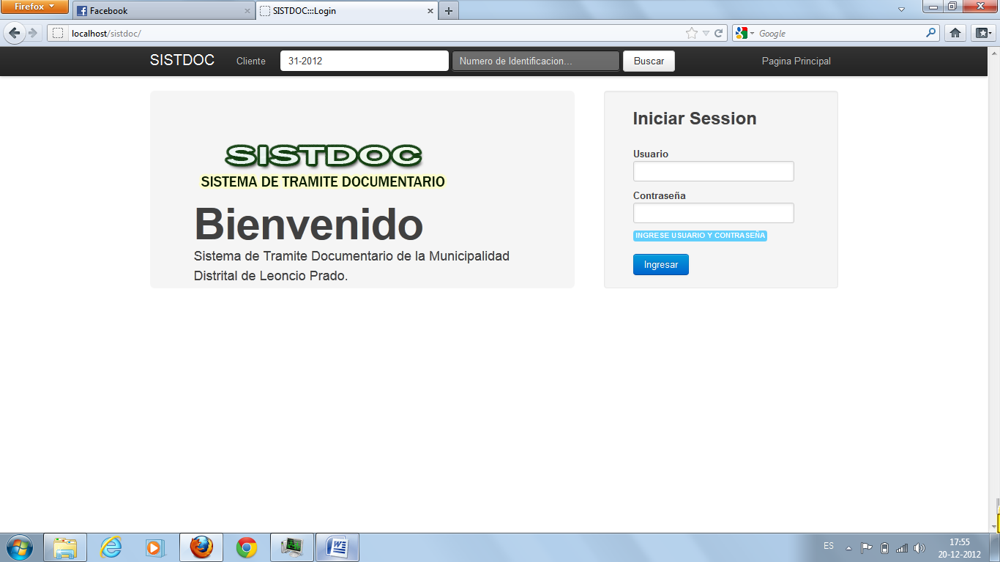 Firefox
Facebook
SISTDOC:::Login
localhost/sistdoc/
Google
SISTDOC
Cliente
31-2012
Numero de Identificacion...
Buscar
Pagina Principal
SISTDOC
SISTEMA DE TRAMITE DOCUMENTARIO
Bienvenido
Sistema de Tramite Documentario de la Municipalidad
Distrital de Leoncio Prado.
Iniciar Session
Usuario
Contraseña
INGRESE USUARIO Y CONTRASEÑA
Ingresar
ES
17:55
20-12-2012